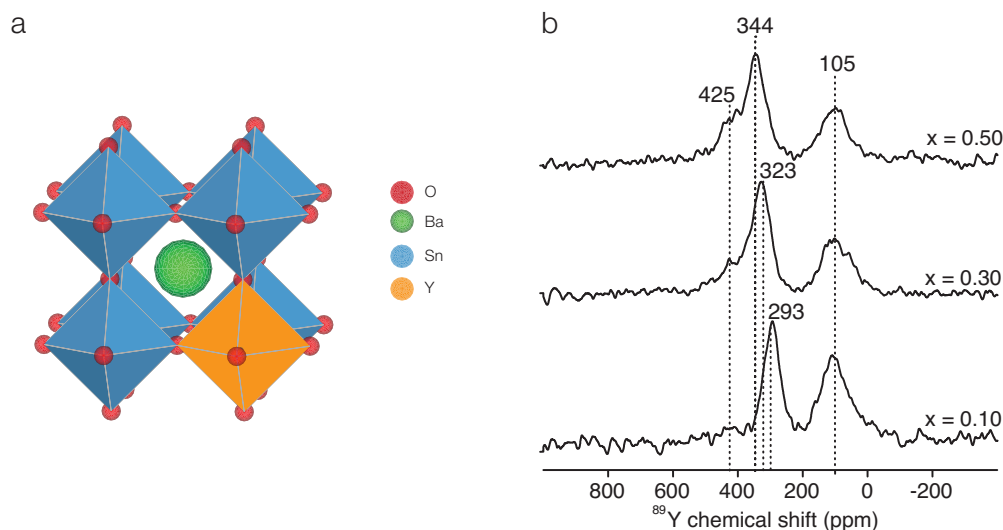 a
O
Ba
Sn
Y
b
344
105
425
x = 0.50
323
x = 0.30
293
x = 0.10
800 600 400 200 0 -200
⁸⁹Y chemical shift (ppm)